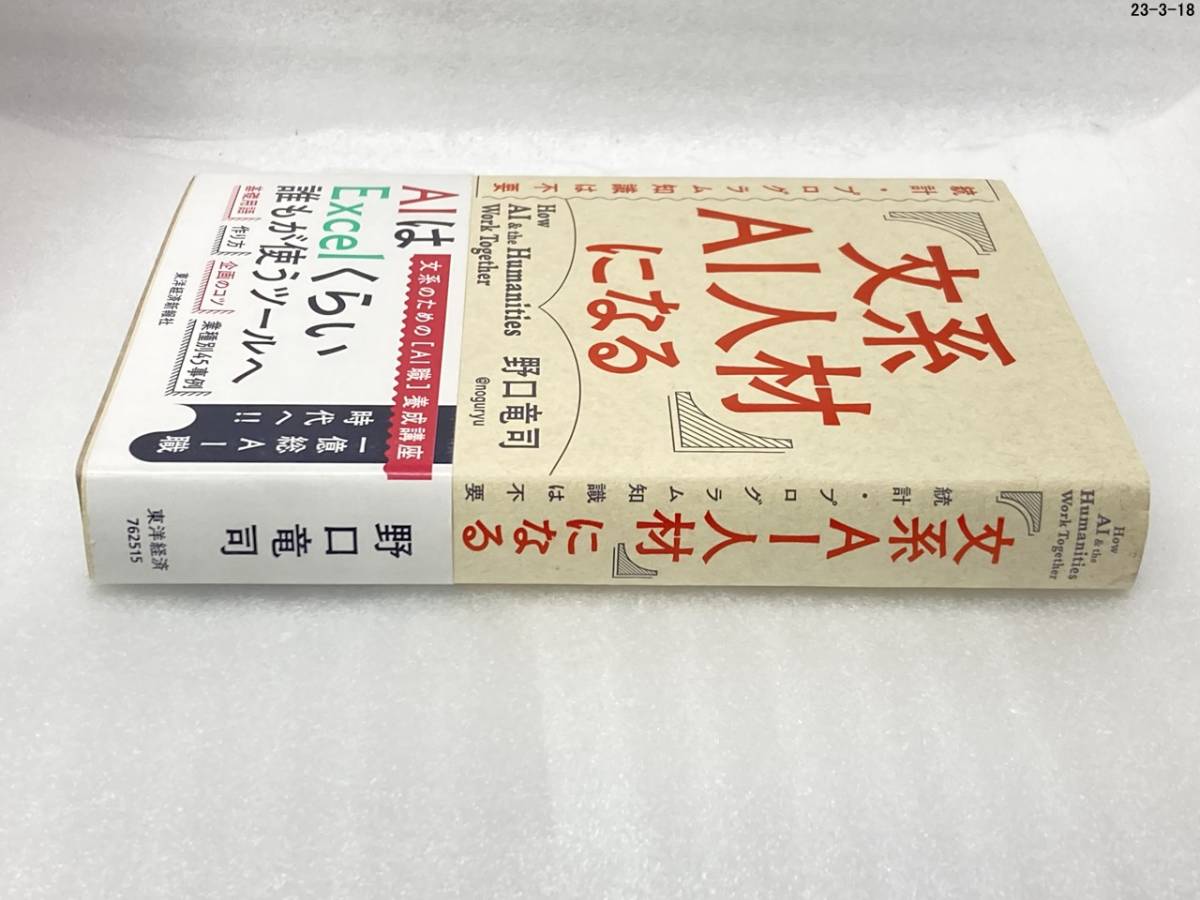 23-3-18
統計・プログラム知識は不要
『文系
AI人材』
になる
How
AI & the Humanities
Work Together
野口竜司
@noguryu
文系のための[AI職]養成講座
AIは
Excelくらい
誰もが使うツールへ
基礎用語
作り方
企画のコツ
業種別45事例
東洋経済新報社
一億総AI職
時代へ!!
How
AI & the
Humanities
Work Together
『文系AI人材』になる
統計・プログラム知識は不要
野口竜司
東洋経済
762515